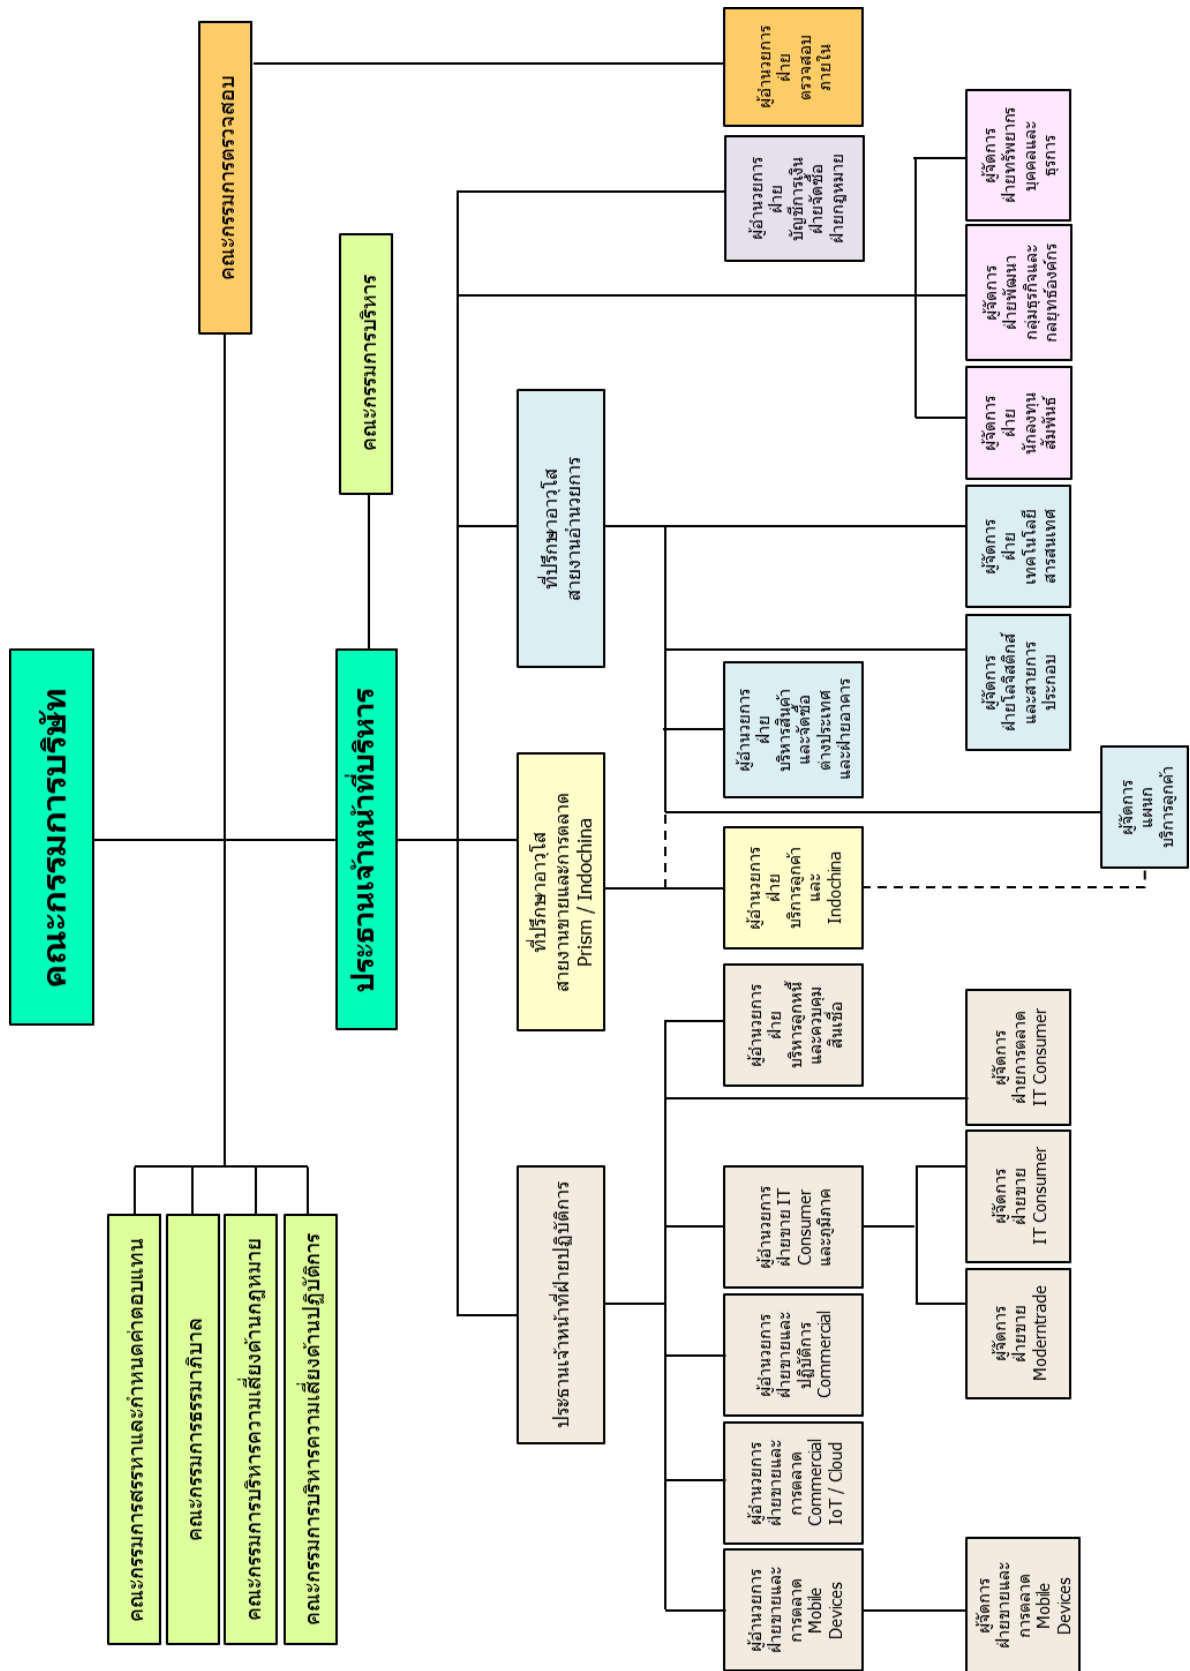 คณะกรรมการบริษัท
คณะกรรมการสรรหาและกำหนดค่าตอบแทน
คณะกรรมการธรรมาภิบาล
คณะกรรมการบริหารความเสี่ยงด้านกฎหมาย
คณะกรรมการบริหารความเสี่ยงด้านปฏิบัติการ
คณะกรรมการตรวจสอบ
ประธานเจ้าหน้าที่บริหาร
คณะกรรมการบริหาร
ประธานเจ้าหน้าที่ฝ่ายปฏิบัติการ
ที่ปรึกษาอาวุโส
สายงานขายและการตลาด
Prism / Indochina
ที่ปรึกษาอาวุโส
สายงานอำนวยการ
ผู้อำนวยการ
ฝ่ายขายและ
การตลาด
Mobile
Devices
ผู้อำนวยการ
ฝ่ายขายและ
การตลาด
Commercial
IoT / Cloud
ผู้อำนวยการ
ฝ่ายขายและ
ปฏิบัติการ
Commercial
ผู้อำนวยการ
ฝ่ายขาย IT
Consumer
และภูมิภาค
ผู้อำนวยการ
ฝ่าย
บริหารลูกหนี้
และควบคุม
สินเชื่อ
ผู้อำนวยการ
ฝ่าย
บริการลูกค้า
และ
Indochina
ผู้อำนวยการ
ฝ่าย
บริหารสินค้า
และจัดซื้อ
ต่างประเทศ
และฝ่ายอาคาร
ผู้อำนวยการ
ฝ่าย
บัญชีการเงิน
ฝ่ายจัดซื้อ
ฝ่ายกฎหมาย
ผู้อำนวยการ
ฝ่าย
ตรวจสอบ
ภายใน
ผู้จัดการ
ฝ่ายขายและ
การตลาด
Mobile
Devices
ผู้จัดการ
ฝ่ายขาย
Moderntrade
ผู้จัดการ
ฝ่ายขาย
IT Consumer
ผู้จัดการ
ฝ่ายการตลาด
IT Consumer
ผู้จัดการ
ฝ่ายโลจิสติกส์
และสายการ
ประกอบ
ผู้จัดการ
ฝ่าย
เทคโนโลยี
สารสนเทศ
ผู้จัดการ
ฝ่าย
นักลงทุน
สัมพันธ์
ผู้จัดการ
ฝ่ายพัฒนา
กลุ่มธุรกิจและ
กลยุทธ์องค์กร
ผู้จัดการ
ฝ่ายทรัพยากร
บุคคลและ
ธุรการ
ผู้จัดการ
แผนก
บริการลูกค้า